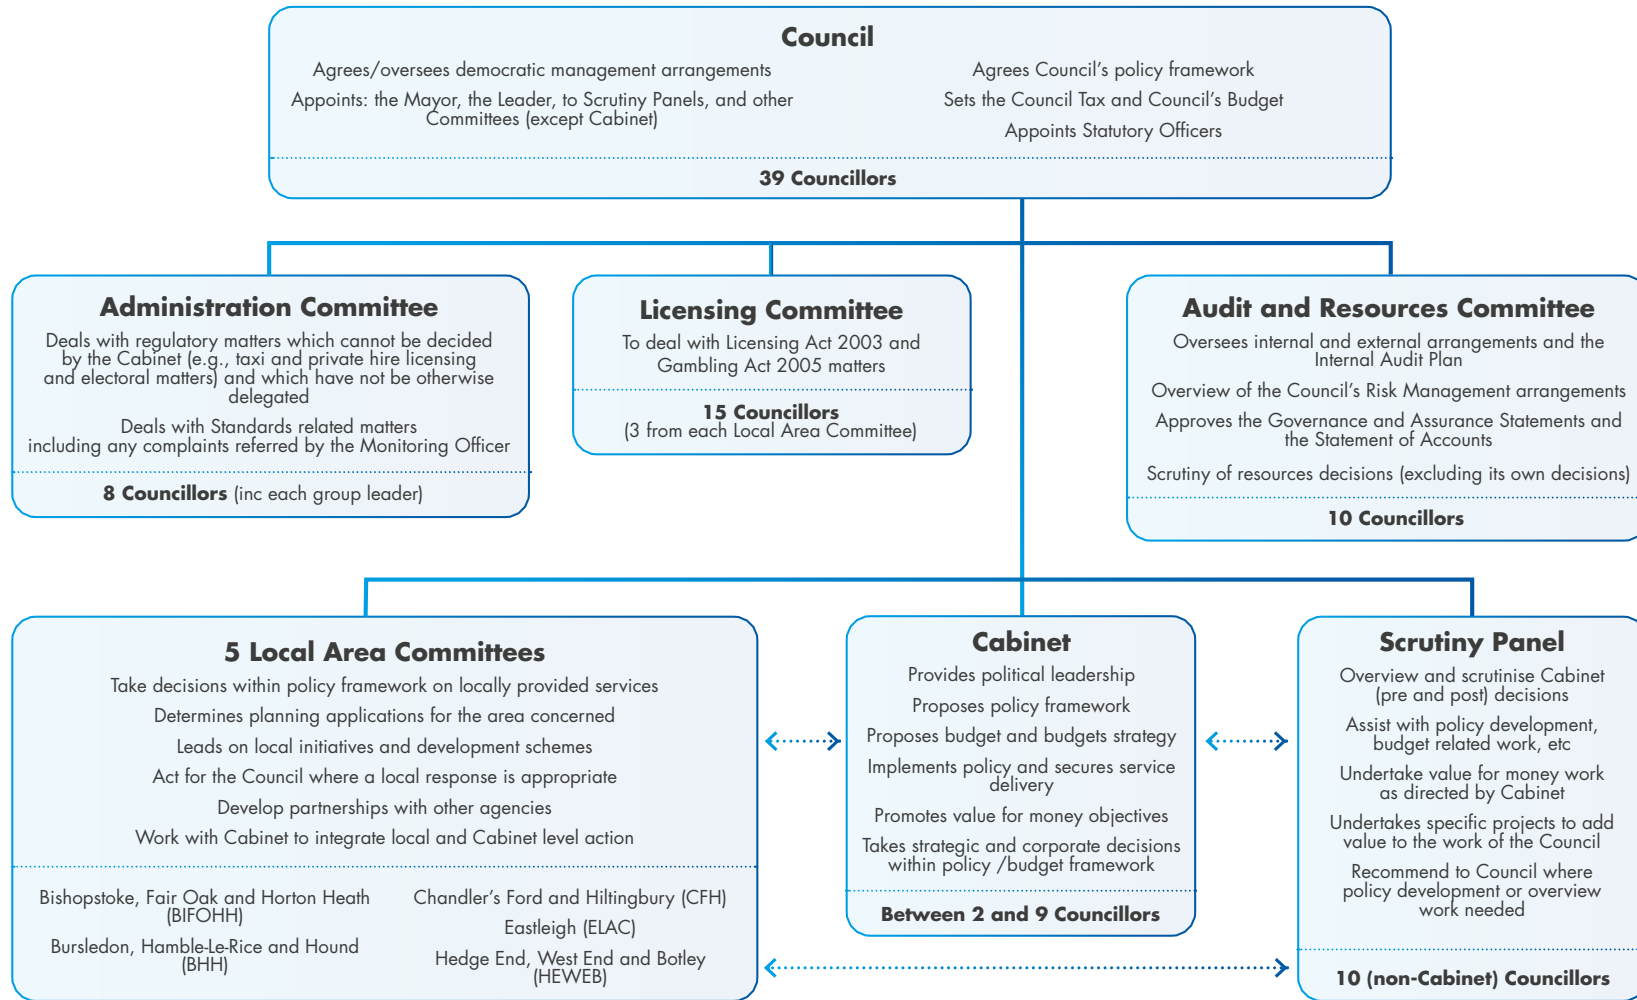 Council
Agrees/oversees democratic management arrangements
Appoints: the Mayor, the Leader, to Scrutiny Panels, and other
Committees (except Cabinet)
Agrees Council's policy framework
Sets the Council Tax and Council's Budget
Appoints Statutory Officers
39 Councillors
Administration Committee
Deals with regulatory matters which cannot be decided
by the Cabinet (e.g., taxi and private hire licensing
and electoral matters) and which have not be otherwise
delegated
Deals with Standards related matters
including any complaints referred by the Monitoring Officer
8 Councillors (inc each group leader)
Licensing Committee
To deal with Licensing Act 2003 and
Gambling Act 2005 matters
15 Councillors
(3 from each Local Area Committee)
Audit and Resources Committee
Oversees internal and external arrangements and the
Internal Audit Plan
Overview of the Council's Risk Management arrangements
Approves the Governance and Assurance Statements and
the Statement of Accounts
Scrutiny of resources decisions (excluding its own decisions)
10 Councillors
5 Local Area Committees
Take decisions within policy framework on locally provided services
Determines planning applications for the area concerned
Leads on local initiatives and development schemes
Act for the Council where a local response is appropriate
Develop partnerships with other agencies
Work with Cabinet to integrate local and Cabinet level action
Bishopstoke, Fair Oak and Horton Heath
(BIFOHH)
Bursledon, Hamble-Le-Rice and Hound
(BHH)
Chandler's Ford and Hiltingbury (CFH)
Eastleigh (ELAC)
Hedge End, West End and Botley
(HEWEB)
Cabinet
Provides political leadership
Proposes policy framework
Proposes budget and budgets strategy
Implements policy and secures service
delivery
Promotes value for money objectives
Takes strategic and corporate decisions
within policy /budget framework
Between 2 and 9 Councillors
Scrutiny Panel
Overview and scrutinise Cabinet
(pre and post) decisions
Assist with policy development,
budget related work, etc
Undertake value for money work
as directed by Cabinet
Undertakes specific projects to add
value to the work of the Council
Recommend to Council where
policy development or overview
work needed
10 (non-Cabinet) Councillors